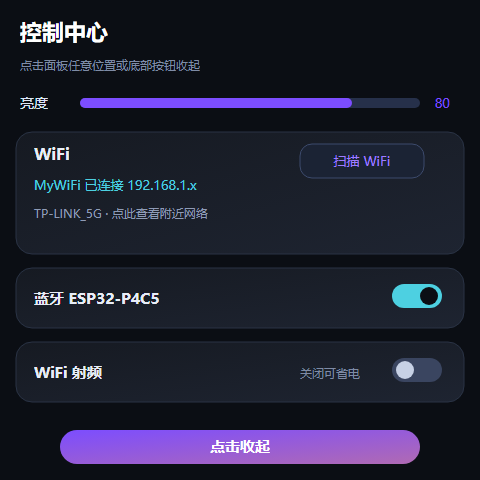 控制中心
点击面板任意位置或底部按钮收起
亮度 80
WiFi 扫描 WiFi
MyWiFi 已连接 192.168.1.x
TP-LINK_5G · 点此查看附近网络
蓝牙 ESP32-P4C5
WiFi 射频 关闭可省电
点击收起